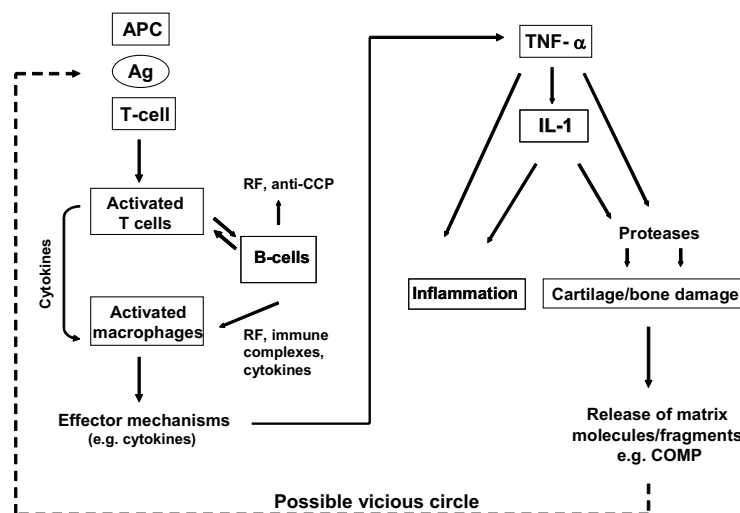 APC
Ag
T-cell
Activated
T cells
RF, anti-CCP
B-cells
Cytokines
Activated
macrophages
RF, immune
complexes,
cytokines
Effector mechanisms
(e.g. cytokines)
TNF- α
IL-1
Proteases
Inflammation
Cartilage/bone damage
Release of matrix
molecules/fragments
e.g. COMP
Possible vicious circle